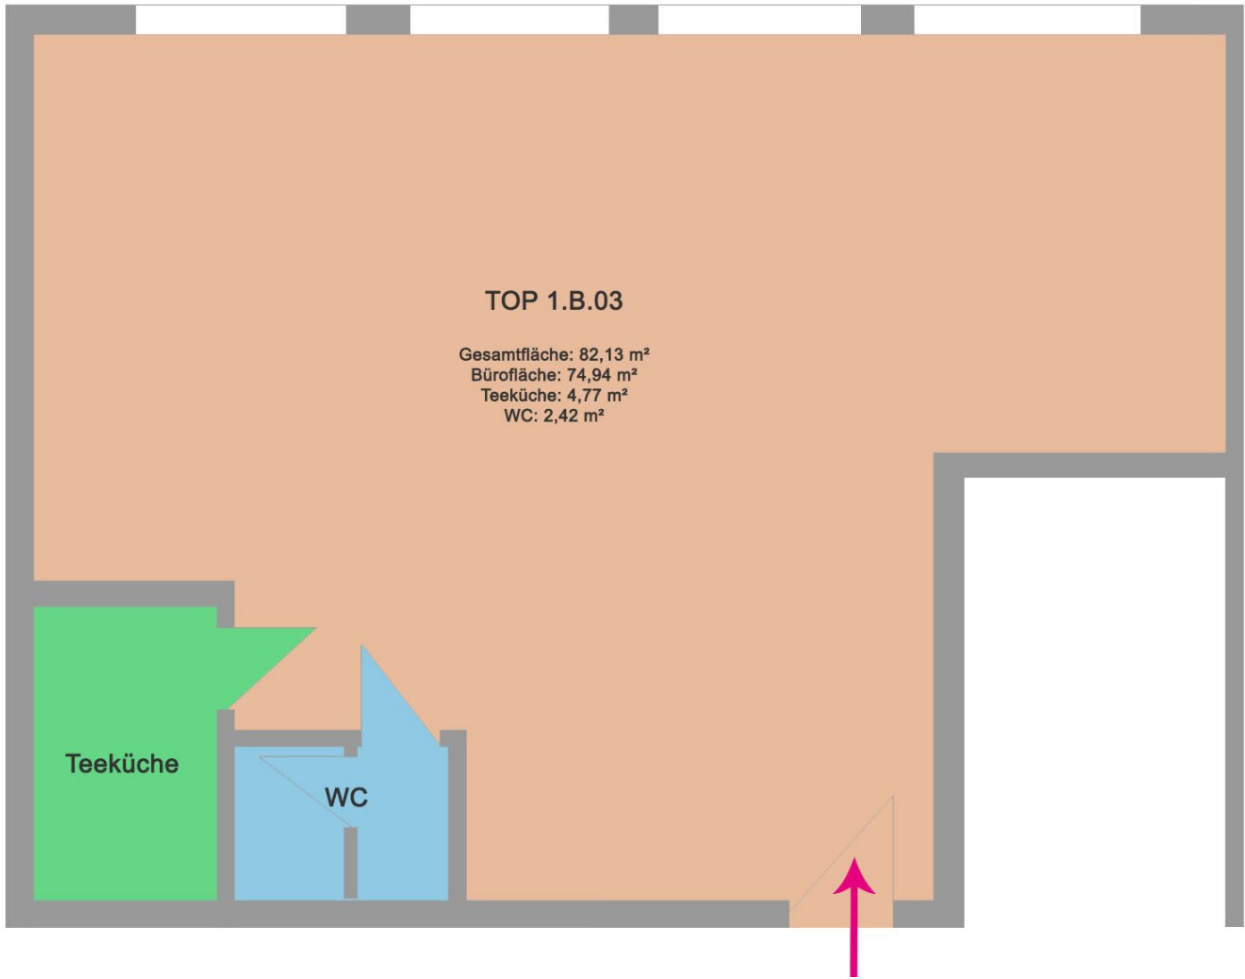 TOP 1.B.03
Gesamtfläche: 82,13 m²
Bürofläche: 74,94 m²
Teeküche: 4,77 m²
WC: 2,42 m²
Teeküche
WC